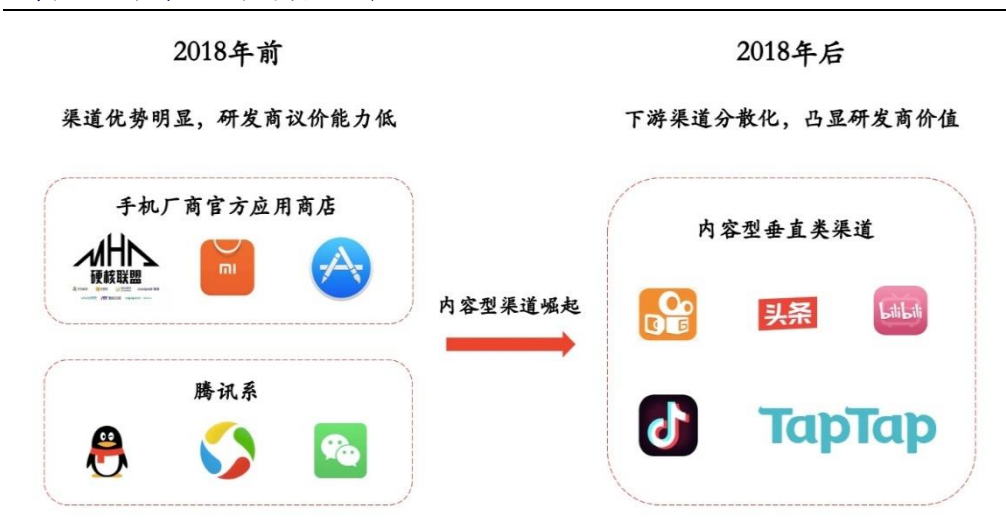 2018年前
渠道优势明显，研发商议价能力低
手机厂商官方应用商店
硬核联盟
mi
腾讯系
内容型渠道崛起
2018年后
下游渠道分散化，凸显研发商价值
内容型垂直类渠道
头条
bilibili
TapTap